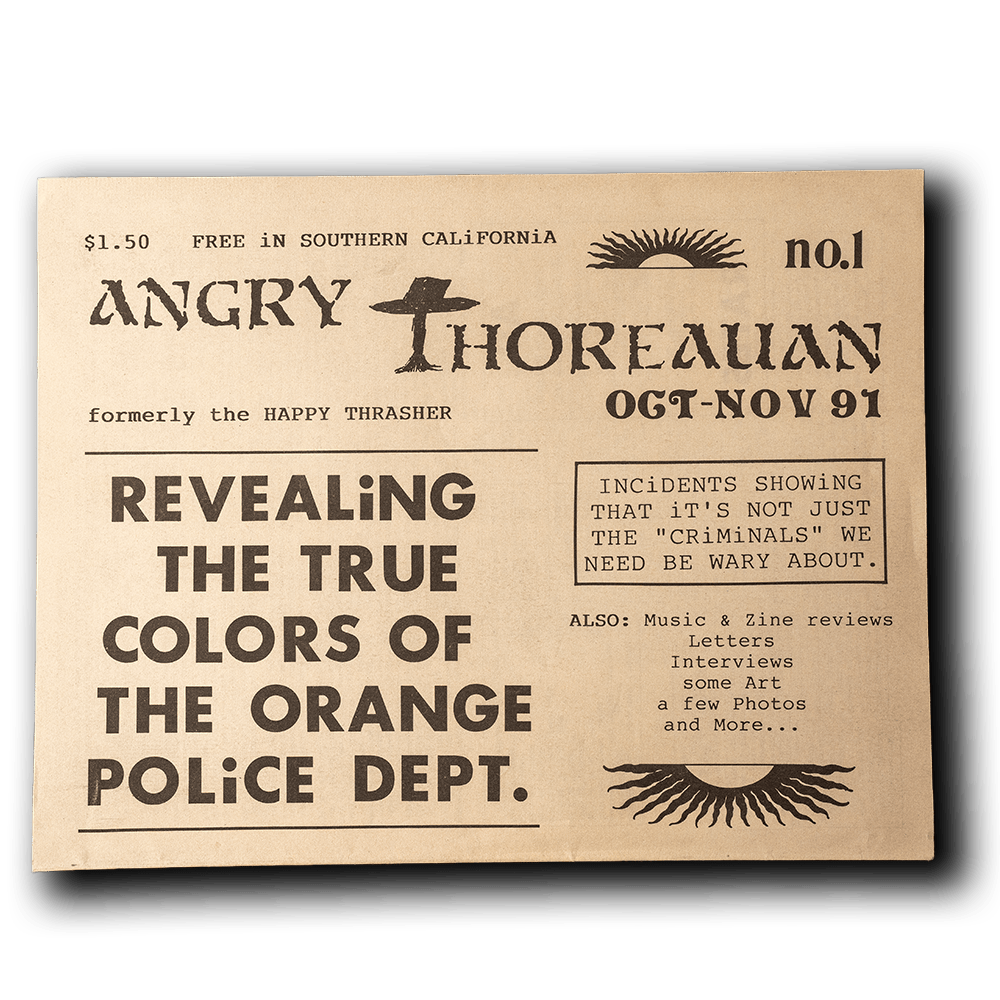 $1.50 FREE iN SOUTHERN CALiFORNiA
no.1
ANGRY THOREAUAN
OCT-NOV 91
formerly the HAPPY THRASHER
REVEALiNG
THE TRUE
COLORS OF
THE ORANGE
POLiCE DEPT.
INCiDENTS SHOWiNG
THAT iT'S NOT JUST
THE "CRiMiNALS" WE
NEED BE WARY ABOUT.
ALSO: Music & Zine reviews
Letters
Interviews
some Art
a few Photos
and More...